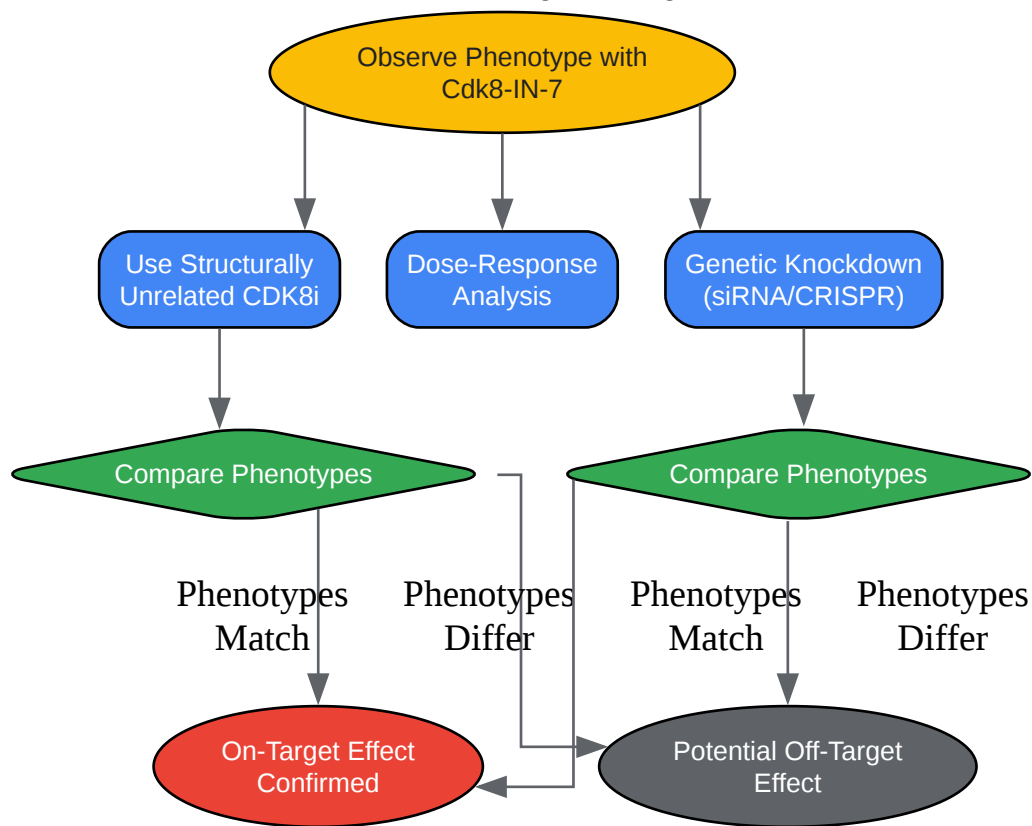 Observe Phenotype with
Cdk8-IN-7
Use Structurally
Unrelated CDK8i
Dose-Response
Analysis
Genetic Knockdown
(siRNA/CRISPR)
Compare Phenotypes
Compare Phenotypes
Phenotypes
Match
Phenotypes
Differ
Phenotypes
Match
Phenotypes
Differ
On-Target Effect
Confirmed
Potential Off-Target
Effect